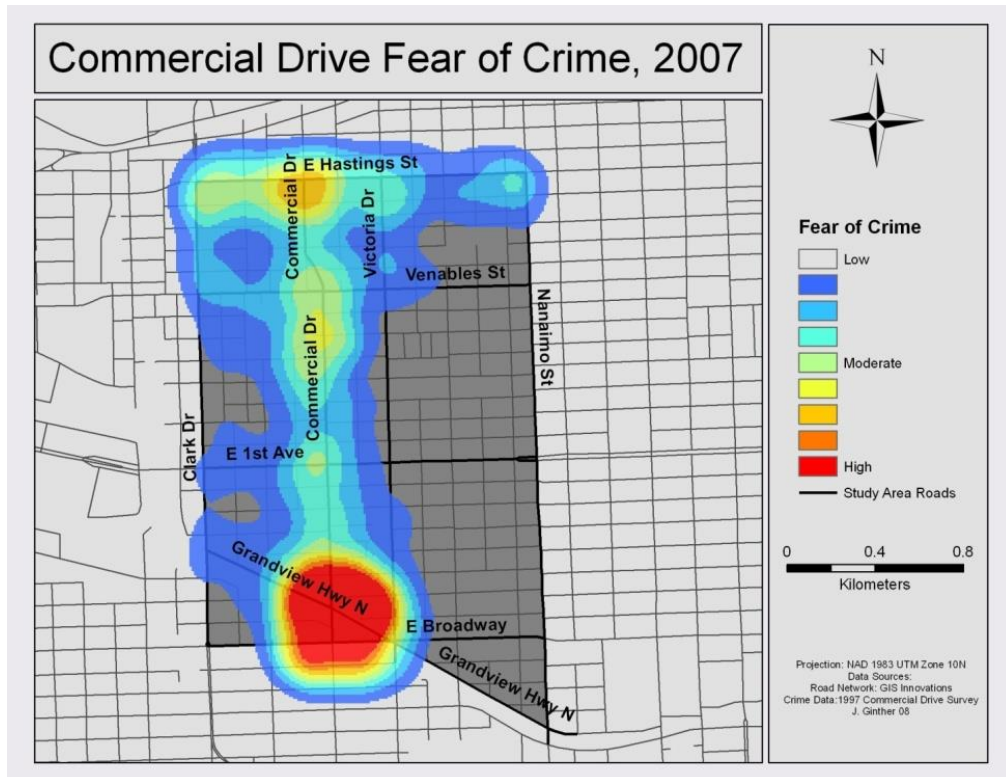 Commercial Drive Fear of Crime, 2007
N
E Hastings St
Commercial Dr
Victoria Dr
Venables St
Nanaimo St
Commercial Dr
Clark Dr
E 1st Ave
Grandview Hwy N
E Broadway
Grandview Hwy N
Fear of Crime
Low
Moderate
High
Study Area Roads
0 0.4 0.8
Kilometers
Projection: NAD 1983 UTM Zone 10N
Data Sources:
Road Network: GIS Innovations
Crime Data:1997 Commercial Drive Survey
J. Ginther 08